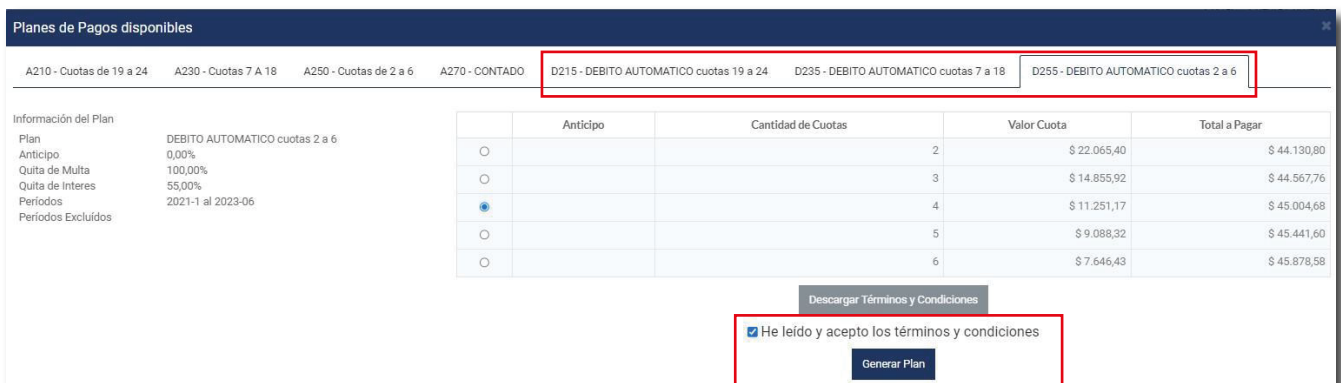 Planes de Pagos disponibles
A210 - Cuotas de 19 a 24 A230 - Cuotas 7 A 18 A250 - Cuotas de 2 a 6 A270 - CONTADO D215 - DEBITO AUTOMATICO cuotas 19 a 24 D235 - DEBITO AUTOMATICO cuotas 7 a 18 D255 - DEBITO AUTOMATICO cuotas 2 a 6
Información del Plan
Plan DEBITO AUTOMATICO cuotas 2 a 6
Anticipo 0,00%
Quita de Multa 100,00%
Quita de Interes 55,00%
Períodos 2021-1 al 2023-06
Períodos Excluídos
Anticipo Cantidad de Cuotas Valor Cuota Total a Pagar
2 $ 22.065,40 $ 44.130,80
3 $ 14.855,92 $ 44.567,76
4 $ 11.251,17 $ 45.004,68
5 $ 9.088,32 $ 45.441,60
6 $ 7.646,43 $ 45.878,58
Descargar Términos y Condiciones
He leído y acepto los términos y condiciones
Generar Plan